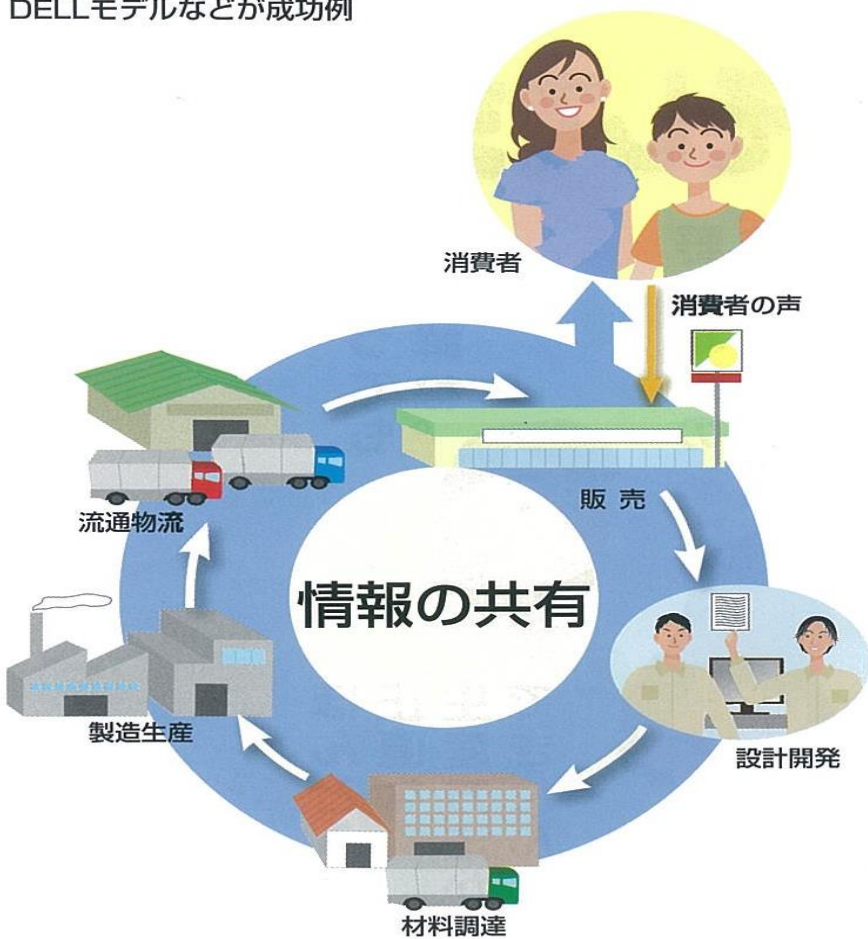 DELLモデルなどが成功例
消費者
消費者の声
販 売
流通物流
情報の共有
製造生産
設計開発
材料調達